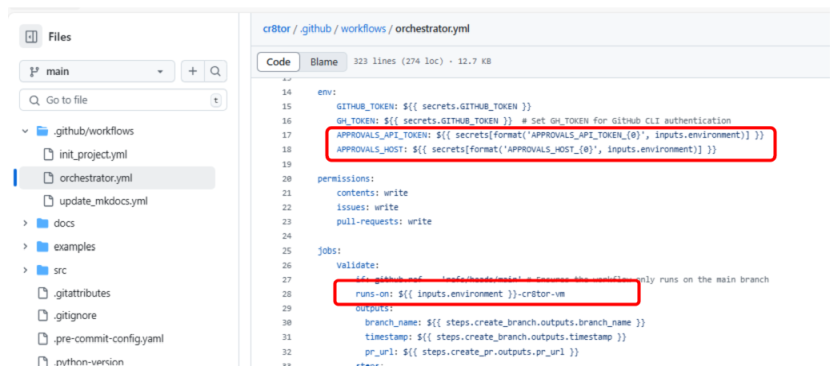 Files
main
Go to file
t
.github/workflows
init_project.yml
orchestrator.yml
update_mkdocs.yml
docs
examples
src
.gitattributes
.gitignore
.pre-commit-config.yaml
.python-version
cr8tor / .github / workflows / orchestrator.yml
Code Blame 323 lines (274 loc) · 12.7 KB
14 env:
15 GITHUB_TOKEN: ${{ secrets.GITHUB_TOKEN }}
16 GH_TOKEN: ${{ secrets.GITHUB_TOKEN }} # Set GH_TOKEN for GitHub CLI authentication
17 APPROVALS_API_TOKEN: ${{ secrets[format('APPROVALS_API_TOKEN_{0}', inputs.environment)] }}
18 APPROVALS_HOST: ${{ secrets[format('APPROVALS_HOST_{0}', inputs.environment)] }}
19
20 permissions:
21 contents: write
22 issues: write
23 pull-requests: write
24
25 jobs:
26 validate:
27 if: github.ref 'refs/heads/main' # Ensures the workflow only runs on the main branch
28 runs-on: ${{ inputs.environment }}-cr8tor-vm
29 outputs:
30 branch_name: ${{ steps.create_branch.outputs.branch_name }}
31 timestamp: ${{ steps.create_branch.outputs.timestamp }}
32 pr_url: ${{ steps.create_pr.outputs.pr_url }}
33 steps: